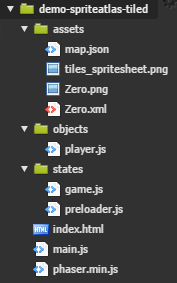 demo-spriteatlas-tiled
assets
map.json
tiles_spritesheet.png
Zero.png
Zero.xml
objects
player.js
states
game.js
preloader.js
index.html
main.js
phaser.min.js